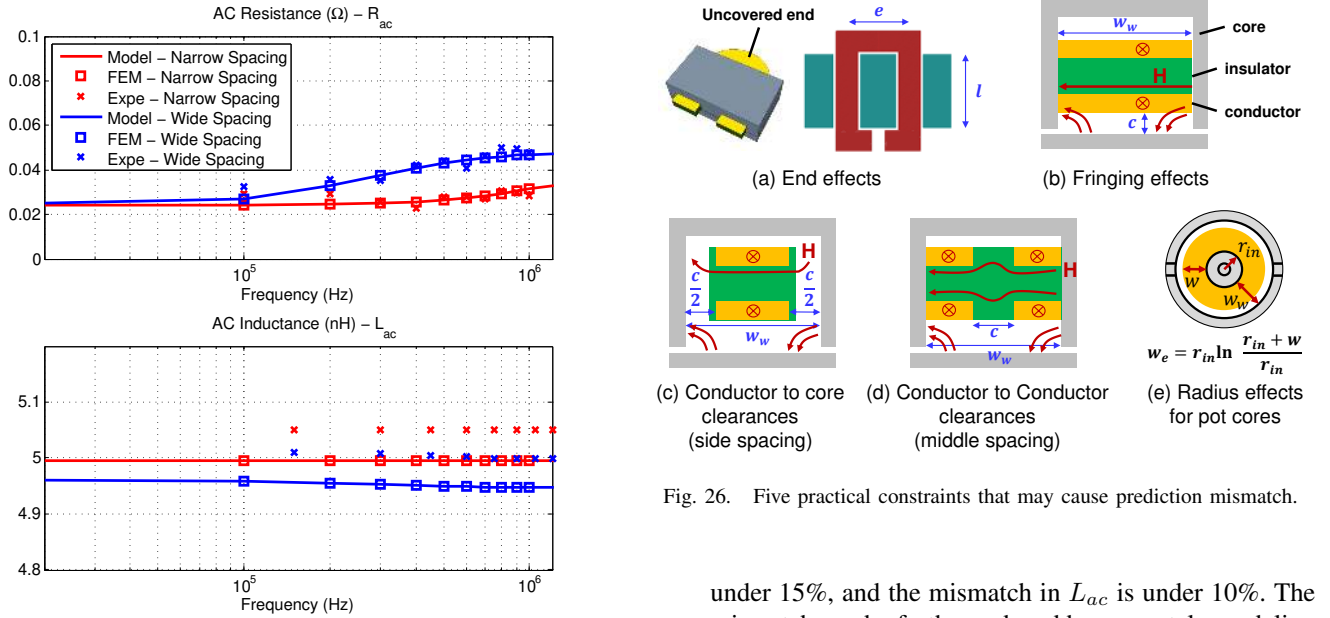 AC Resistance (Ω) – R_ac
0.1
0.08
0.06
0.04
0.02
0
Model – Narrow Spacing
FEM – Narrow Spacing
Expe – Narrow Spacing
Model – Wide Spacing
FEM – Wide Spacing
Expe – Wide Spacing
10^5
10^6
Frequency (Hz)
AC Inductance (nH) – L_ac
5.1
5
4.9
4.8
10^5
10^6
Frequency (Hz)
Uncovered end
e
l
(a) End effects
w_w
H
c
core
insulator
conductor
(b) Fringing effects
H
c/2
c/2
w_w
(c) Conductor to core
clearances
(side spacing)
H
c
w_w
(d) Conductor to Conductor
clearances
(middle spacing)
r_in
w
w_w
w_e = r_in ln (r_in + w)/r_in
(e) Radius effects
for pot cores
Fig. 26. Five practical constraints that may cause prediction mismatch.
under 15%, and the mismatch in L_ac is under 10%. The